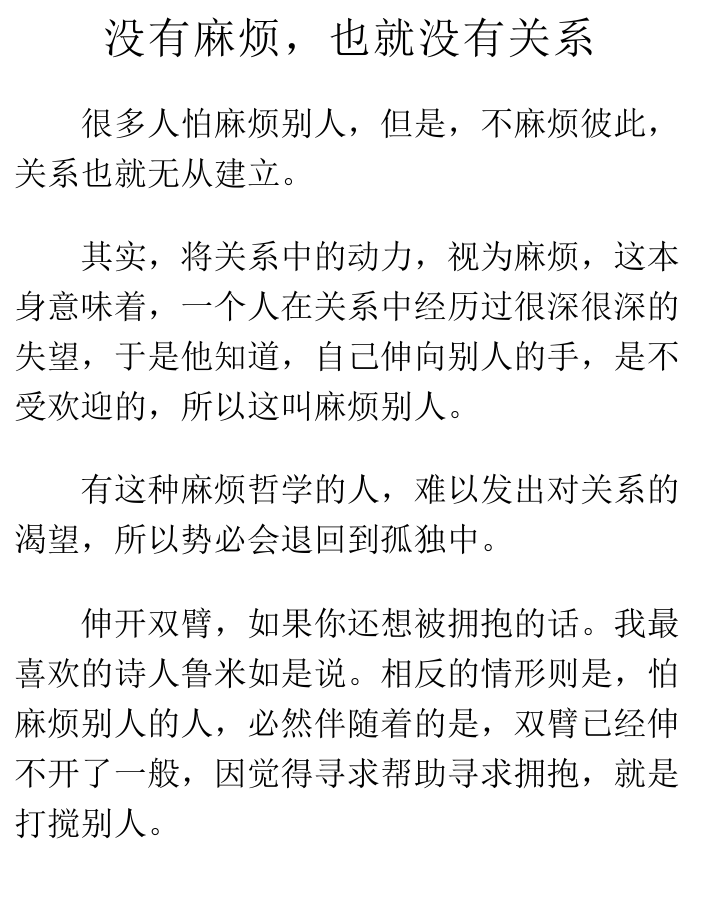 没有麻烦，也就没有关系
很多人怕麻烦别人，但是，不麻烦彼此，
关系也就无从建立。
其实，将关系中的动力，视为麻烦，这本
身意味着，一个人在关系中经历过很深很深的
失望，于是他知道，自己伸向别人的手，是不
受欢迎的，所以这叫麻烦别人。
有这种麻烦哲学的人，难以发出对关系的
渴望，所以势必会退回到孤独中。
伸开双臂，如果你还想被拥抱的话。我最
喜欢的诗人鲁米如是说。相反的情形则是，怕
麻烦别人的人，必然伴随着的是，双臂已经伸
不开了一般，因觉得寻求帮助寻求拥抱，就是
打搅别人。